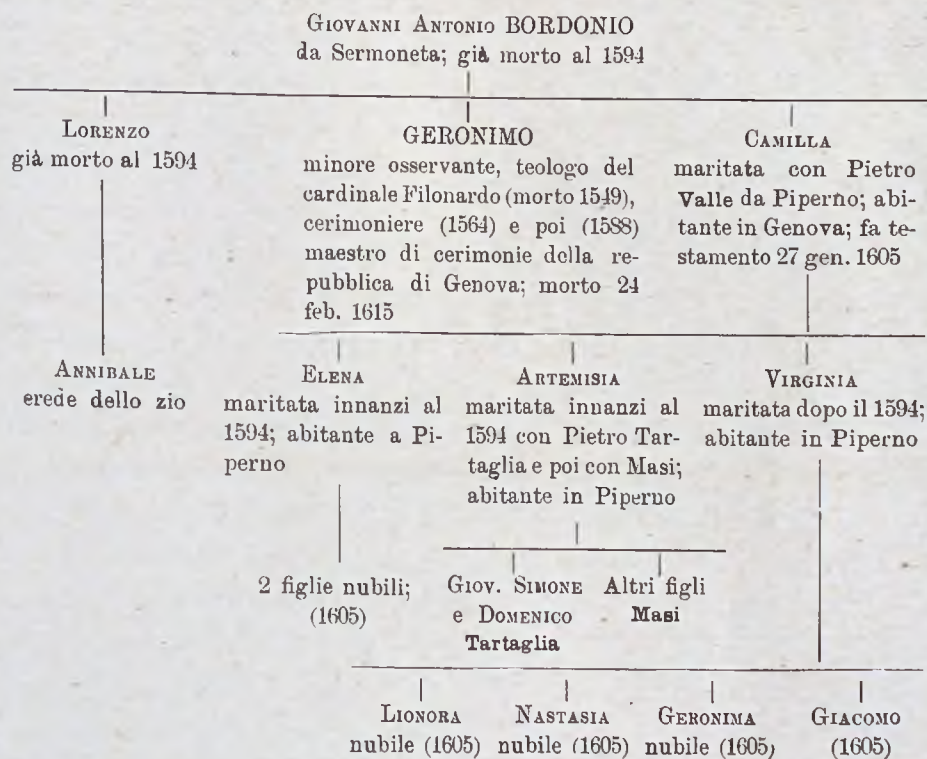 GIOVANNI ANTONIO BORDONIO
da Sermoneta; già morto al 1594
LORENZO
già morto al 1594
GERONIMO
minore osservante, teologo del
cardinale Filonardo (morto 1549),
cerimoniere (1564) e poi (1588)
maestro di cerimonie della re-
pubblica di Genova; morto 24
feb. 1615
CAMILLA
maritata con Pietro
Valle da Piperno; abi-
tante in Genova; fa te-
stamento 27 gen. 1605
ANNIBALE
erede dello zio
ELENA
maritata innanzi al
1594; abitante a Pi-
perno
ARTEMISIA
maritata innanzi al
1594 con Pietro Tar-
taglia e poi con Masi;
abitante in Piperno
VIRGINIA
maritata dopo il 1594;
abitante in Piperno
2 figlie nubili;
(1605)
GIOV. SIMONE
e DOMENICO
Tartaglia
Altri figli
Masi
LIONORA
nubile (1605)
NASTASIA
nubile (1605)
GERONIMA
nubile (1605)
GIACOMO
(1605)